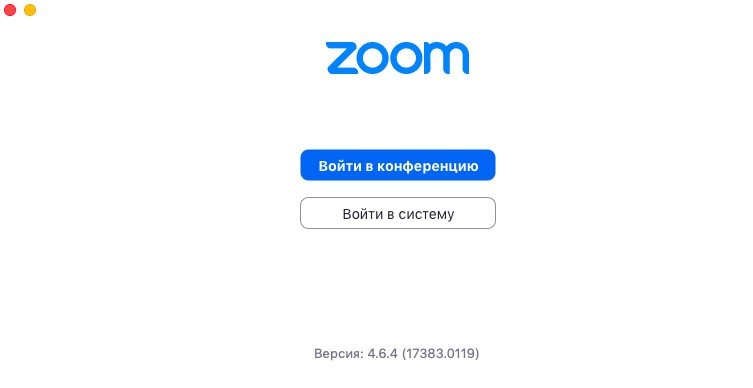 zoom
Войти в конференцию
Войти в систему
Версия: 4.6.4 (17383.0119)